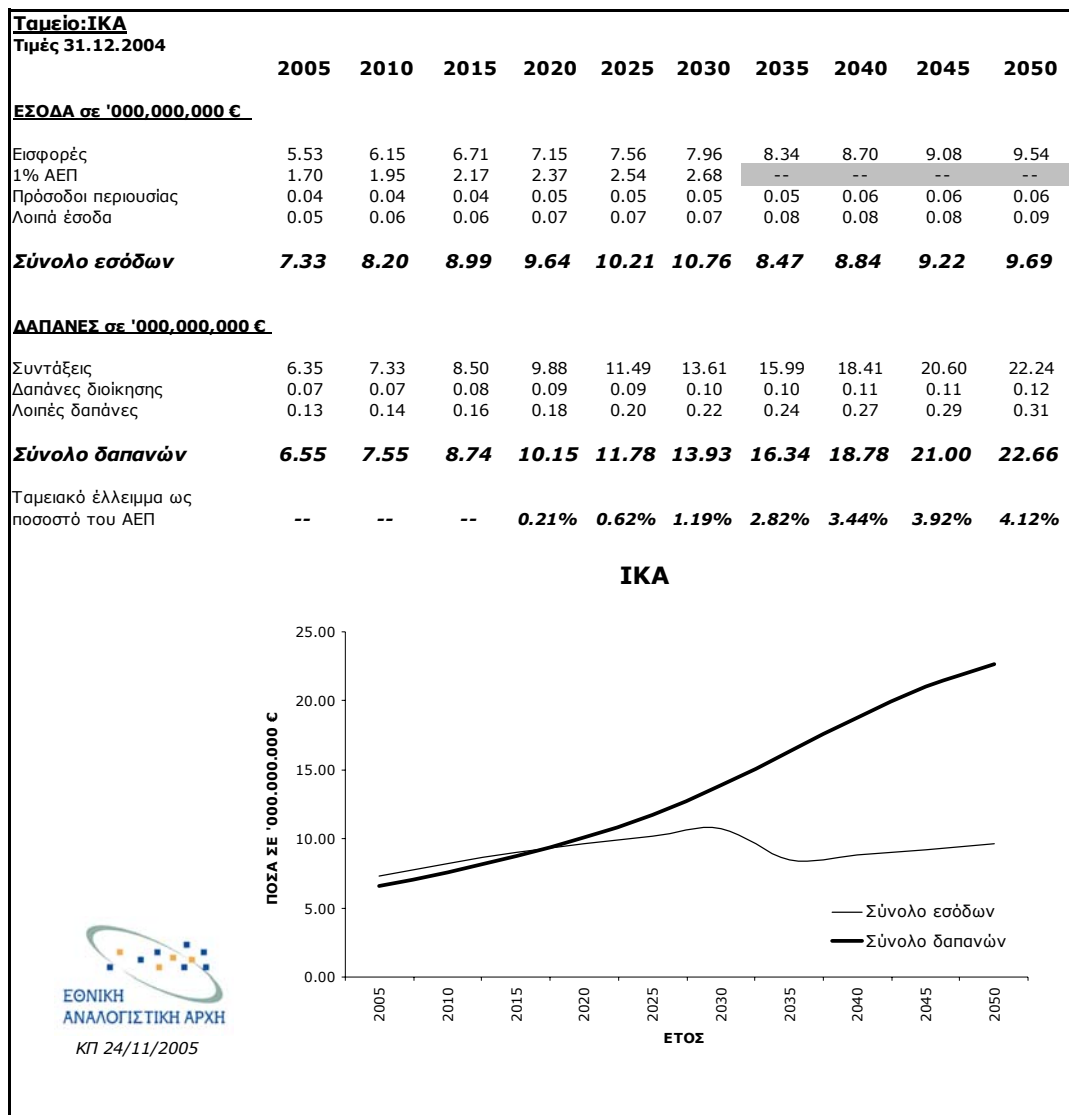 Ταμείο:ΙΚΑ
Τιμές 31.12.2004
2005 2010 2015 2020 2025 2030 2035 2040 2045 2050
ΕΣΟΔΑ σε '000,000,000 €
Εισφορές 5.53 6.15 6.71 7.15 7.56 7.96 8.34 8.70 9.08 9.54
1% ΑΕΠ 1.70 1.95 2.17 2.37 2.54 2.68 -- -- -- --
Πρόσοδοι περιουσίας 0.04 0.04 0.04 0.05 0.05 0.05 0.05 0.06 0.06 0.06
Λοιπά έσοδα 0.05 0.06 0.06 0.07 0.07 0.07 0.08 0.08 0.08 0.09
Σύνολο εσόδων 7.33 8.20 8.99 9.64 10.21 10.76 8.47 8.84 9.22 9.69
ΔΑΠΑΝΕΣ σε '000,000,000 €
Συντάξεις 6.35 7.33 8.50 9.88 11.49 13.61 15.99 18.41 20.60 22.24
Δαπάνες διοίκησης 0.07 0.07 0.08 0.09 0.09 0.10 0.10 0.11 0.11 0.12
Λοιπές δαπάνες 0.13 0.14 0.16 0.18 0.20 0.22 0.24 0.27 0.29 0.31
Σύνολο δαπανών 6.55 7.55 8.74 10.15 11.78 13.93 16.34 18.78 21.00 22.66
Ταμειακό έλλειμμα ως
ποσοστό του ΑΕΠ -- -- -- 0.21% 0.62% 1.19% 2.82% 3.44% 3.92% 4.12%
ΙΚΑ
ΠΟΣΑ ΣΕ '000.000.000 €
25.00
20.00
15.00
10.00
5.00
0.00
Σύνολο εσόδων
Σύνολο δαπανών
2005 2010 2015 2020 2025 2030 2035 2040 2045 2050
ΕΤΟΣ
ΕΘΝΙΚΗ
ΑΝΑΛΟΓΙΣΤΙΚΗ ΑΡΧΗ
ΚΠ 24/11/2005